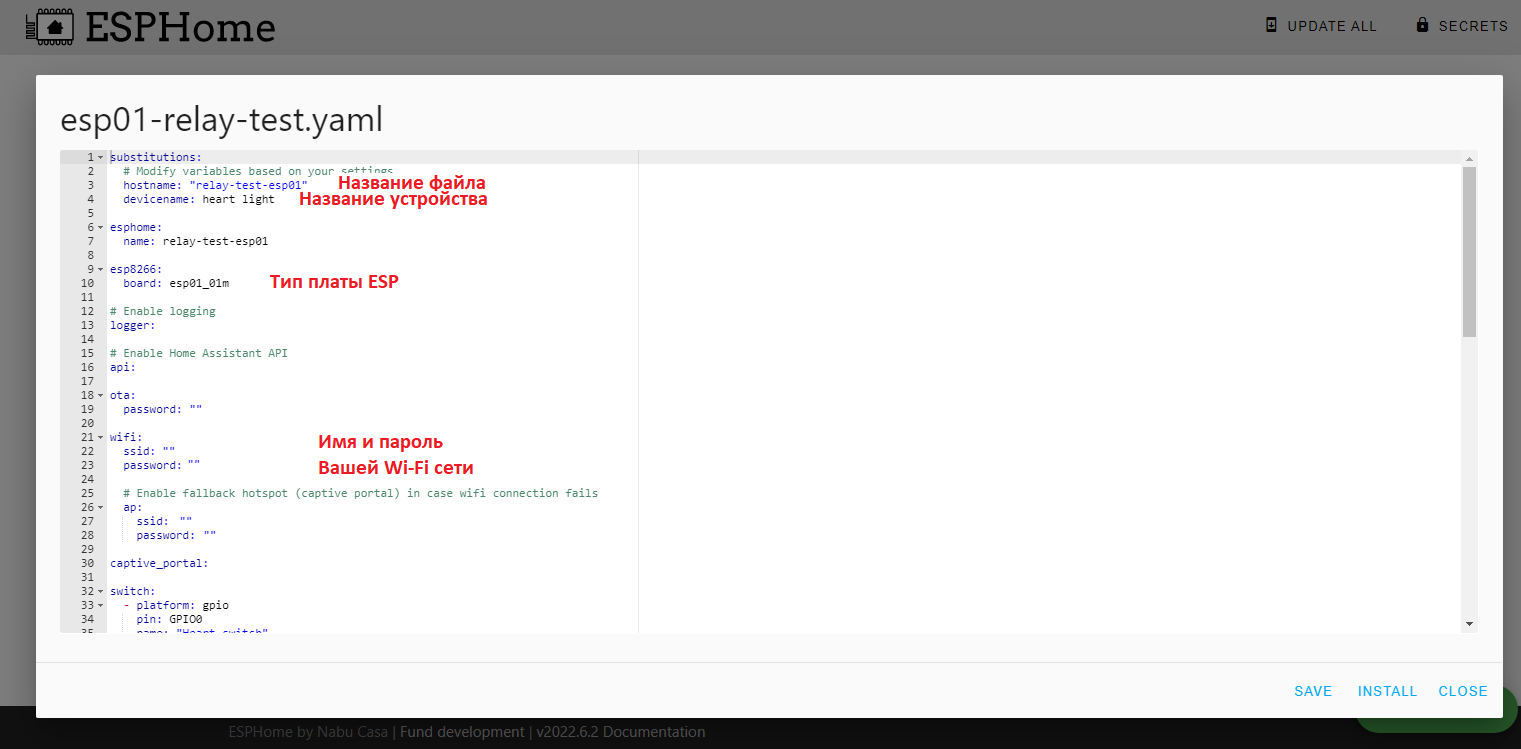 ESPHome
UPDATE ALL
SECRETS
esp01-relay-test.yaml
1 substitutions:
2 # Modify variables based on your settings
3 hostname: "relay-test-esp01" Название файла
4 devicename: heart light Название устройства
5
6 esphome:
7 name: relay-test-esp01
8
9 esp8266:
10 board: esp01_01m Тип платы ESP
11
12 # Enable logging
13 logger:
14
15 # Enable Home Assistant API
16 api:
17
18 ota:
19 password: ""
20
21 wifi: Имя и пароль
22 ssid: ""
23 password: "" Вашей Wi-Fi сети
24
25 # Enable fallback hotspot (captive portal) in case wifi connection fails
26 ap:
27 ssid: ""
28 password: ""
29
30 captive_portal:
31
32 switch:
33 - platform: gpio
34 pin: GPIO0
35 name: "Heart switch"
SAVE
INSTALL
CLOSE
ESPHome by Nabu Casa | Fund development | v2022.6.2 Documentation